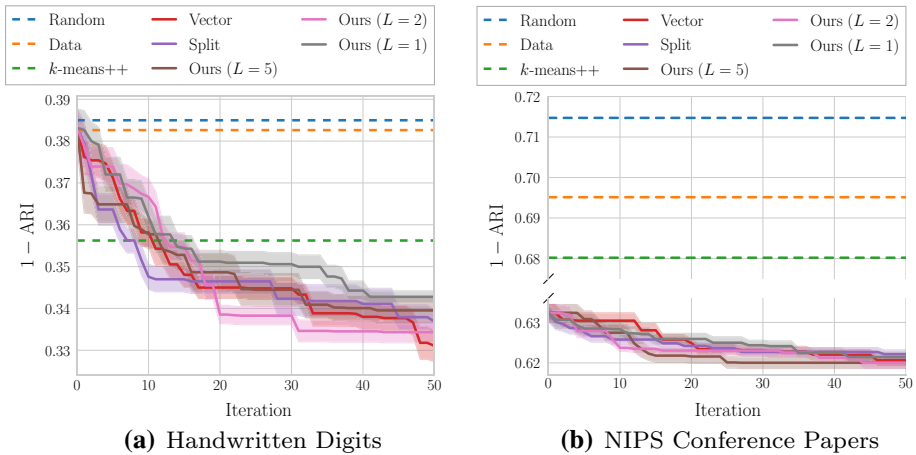 Random Vector Ours (L = 2)
Data Split Ours (L = 1)
k-means++ Ours (L = 5)
0.39
0.38
0.37
0.36
0.35
0.34
0.33
1 − ARI
0 10 20 30 40 50
Iteration
(a) Handwritten Digits
Random Vector Ours (L = 2)
Data Split Ours (L = 1)
k-means++ Ours (L = 5)
0.72
0.71
0.70
0.69
0.68
0.63
0.62
1 − ARI
0 10 20 30 40 50
Iteration
(b) NIPS Conference Papers